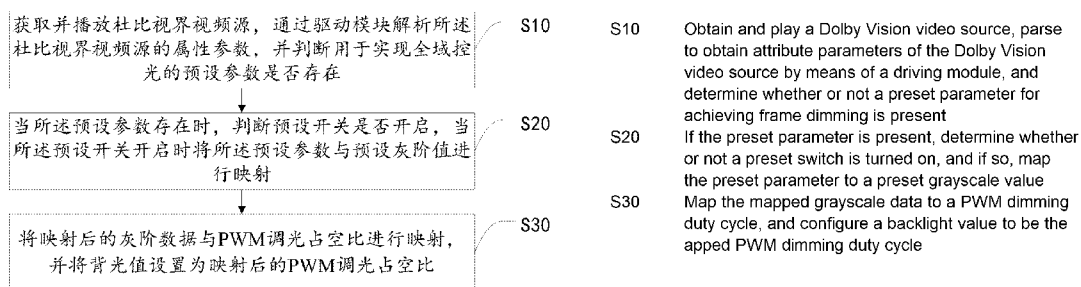 获取并播放杜比视界视频源，通过驱动模块解析所述
杜比视界视频源的属性参数，并判断用于实现全域控
光的预设参数是否存在
S10
当所述预设参数存在时，判断预设开关是否开启，当
所述预设开关开启时将所述预设参数与预设灰阶值进
行映射
S20
将映射后的灰阶数据与PWM调光占空比进行映射，
并将背光值设置为映射后的PWM调光占空比
S30
S10 Obtain and play a Dolby Vision video source, parse
to obtain attribute parameters of the Dolby Vision
video source by means of a driving module, and
determine whether or not a preset parameter for
achieving frame dimming is present
S20 If the preset parameter is present, determine whether
or not a preset switch is turned on, and if so, map
the preset parameter to a preset grayscale value
S30 Map the mapped grayscale data to a PWM dimming
duty cycle, and configure a backlight value to be the
apped PWM dimming duty cycle